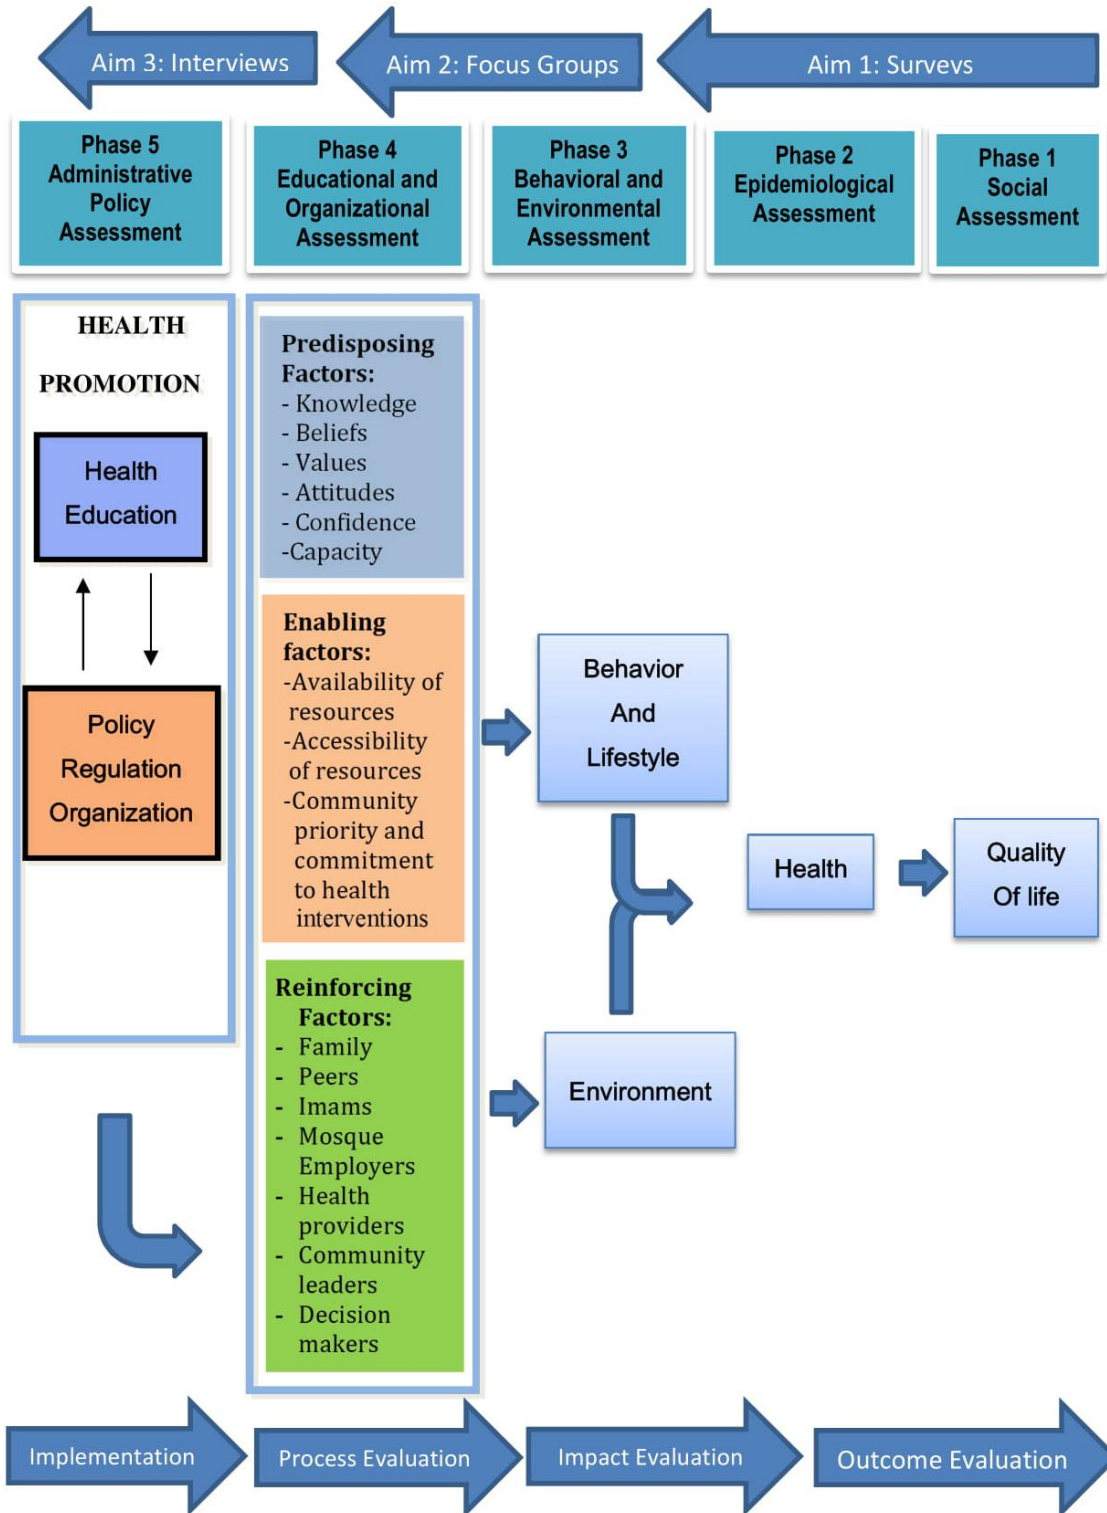 Aim 3: Interviews
Aim 2: Focus Groups
Aim 1: Surveys
Phase 5
Administrative
Policy
Assessment
Phase 4
Educational and
Organizational
Assessment
Phase 3
Behavioral and
Environmental
Assessment
Phase 2
Epidemiological
Assessment
Phase 1
Social
Assessment
HEALTH
PROMOTION
Health
Education
Policy
Regulation
Organization
Predisposing
Factors:
- Knowledge
- Beliefs
- Values
- Attitudes
- Confidence
-Capacity
Enabling
factors:
-Availability of
resources
-Accessibility
of resources
-Community
priority and
commitment
to health
interventions
Reinforcing
Factors:
- Family
- Peers
- Imams
- Mosque
Employers
- Health
providers
- Community
leaders
- Decision
makers
Behavior
And
Lifestyle
Environment
Health
Quality
Of life
Implementation
Process Evaluation
Impact Evaluation
Outcome Evaluation